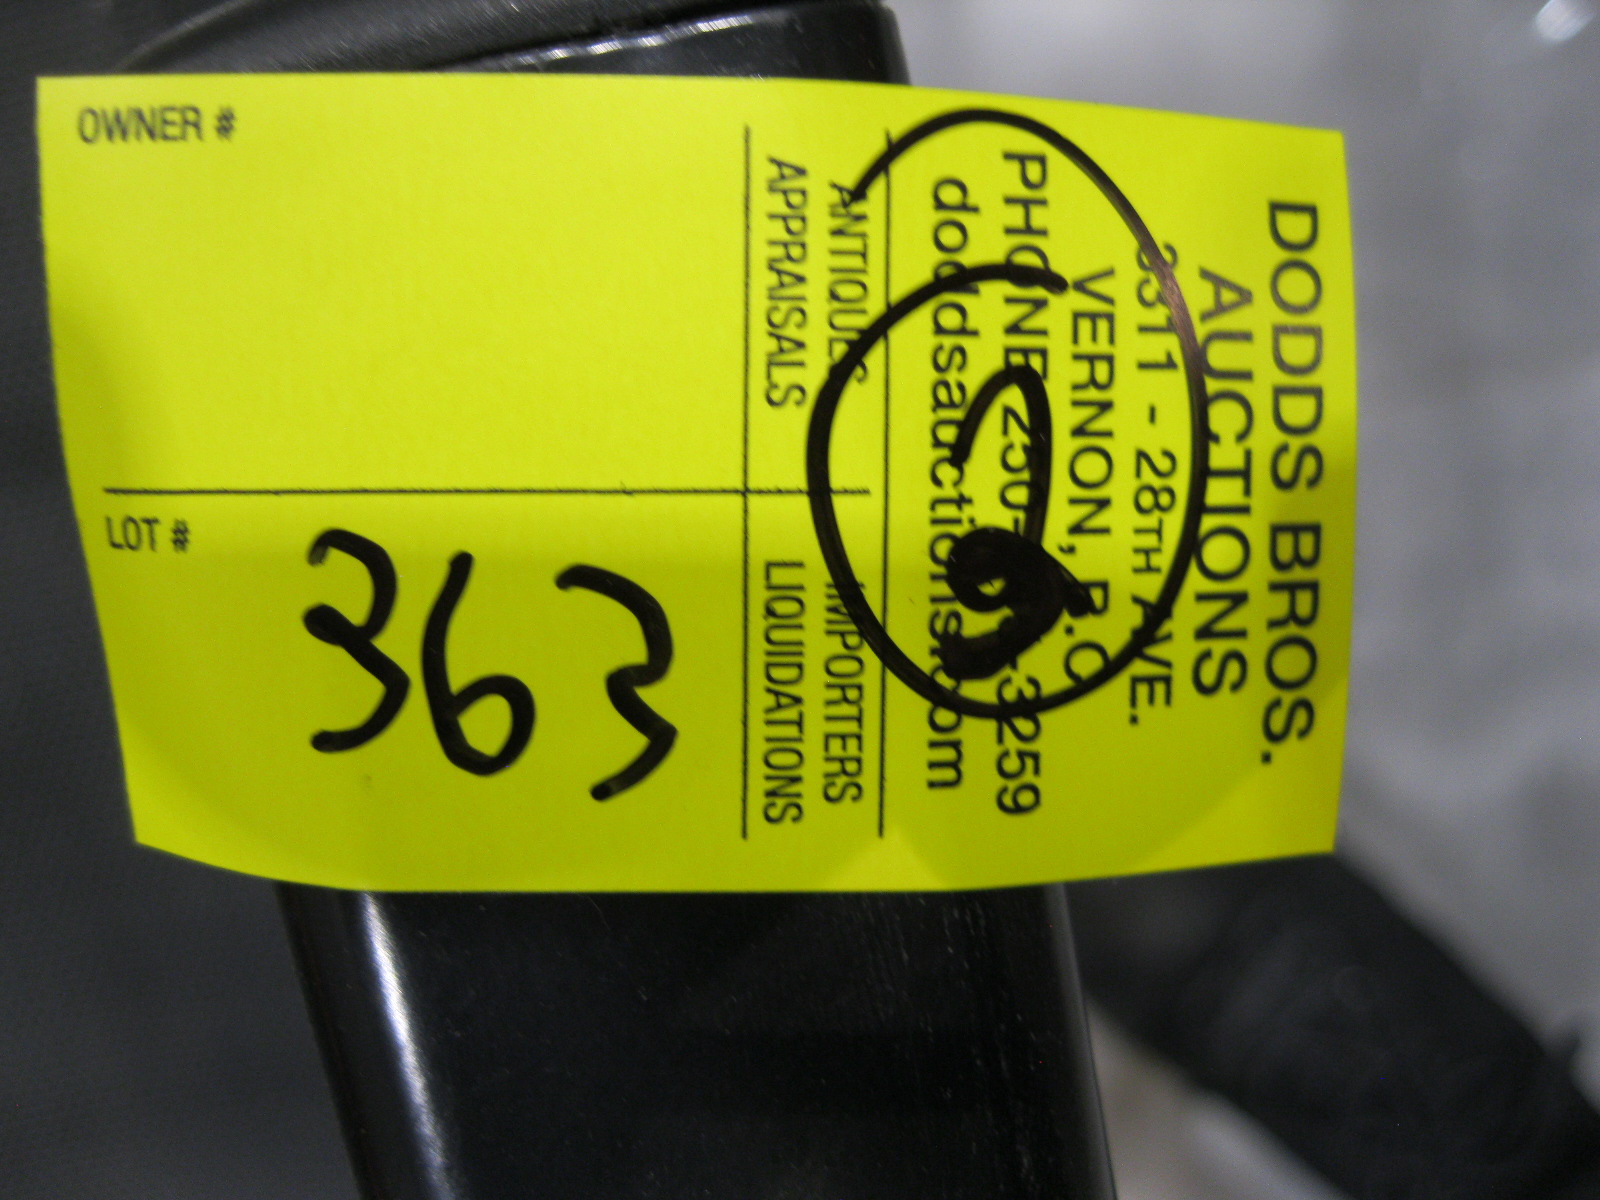 DODDS BROS.
AUCTIONS
3311 - 28TH AVE.
VERNON, B.C.
PHONE 250- -3259
doddsauctions.com
ANTIQUES IMPORTERS
APPRAISALS LIQUIDATIONS
OWNER #
LOT #
363